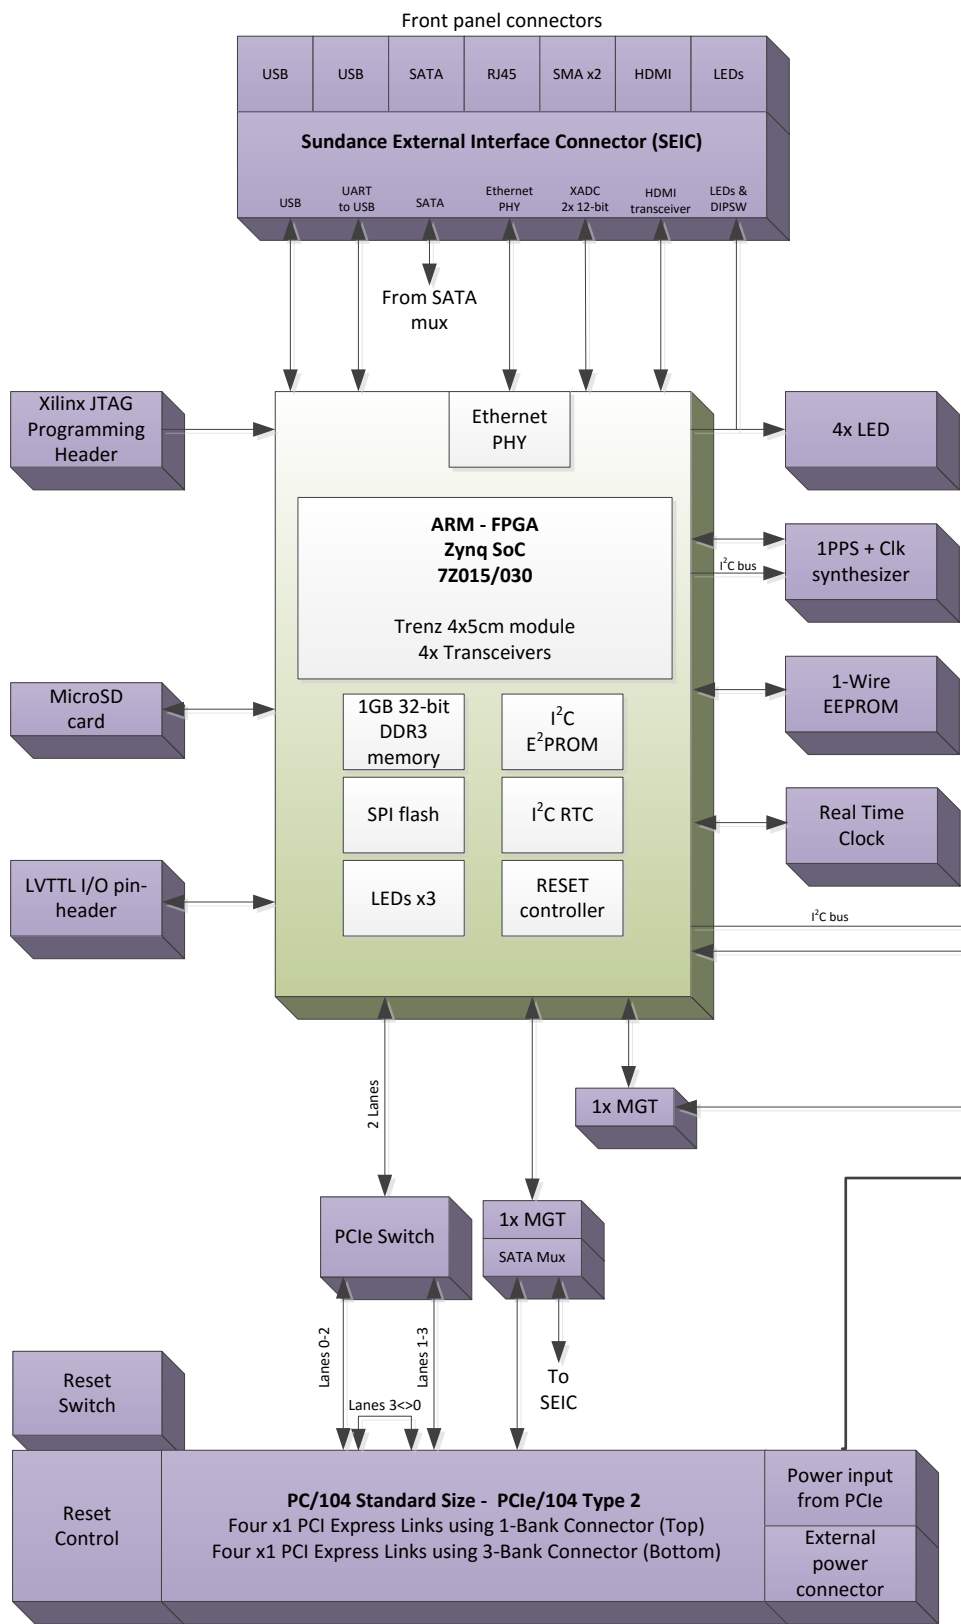 Front panel connectors
USB
USB
SATA
RJ45
SMA x2
HDMI
LEDs
Sundance External Interface Connector (SEIC)
USB
UART
to USB
SATA
Ethernet
PHY
XADC
2x 12-bit
HDMI
transceiver
LEDs &
DIPSW
From SATA
mux
Xilinx JTAG
Programming
Header
Ethernet
PHY
4x LED
ARM - FPGA
Zynq SoC
7Z015/030
Trenz 4x5cm module
4x Transceivers
I²C bus
1PPS + Clk
synthesizer
MicroSD
card
1GB 32-bit
DDR3
memory
I²C
E²PROM
1-Wire
EEPROM
SPI flash
I²C RTC
Real Time
Clock
LVTTL I/O pin-
header
LEDs x3
RESET
controller
I²C bus
2 Lanes
1x MGT
PCIe Switch
1x MGT
SATA Mux
Lanes 0-2
Lanes 1-3
Lanes 3<>0
To
SEIC
Reset
Switch
Reset
Control
PC/104 Standard Size - PCIe/104 Type 2
Four x1 PCI Express Links using 1-Bank Connector (Top)
Four x1 PCI Express Links using 3-Bank Connector (Bottom)
Power input
from PCIe
External
power
connector